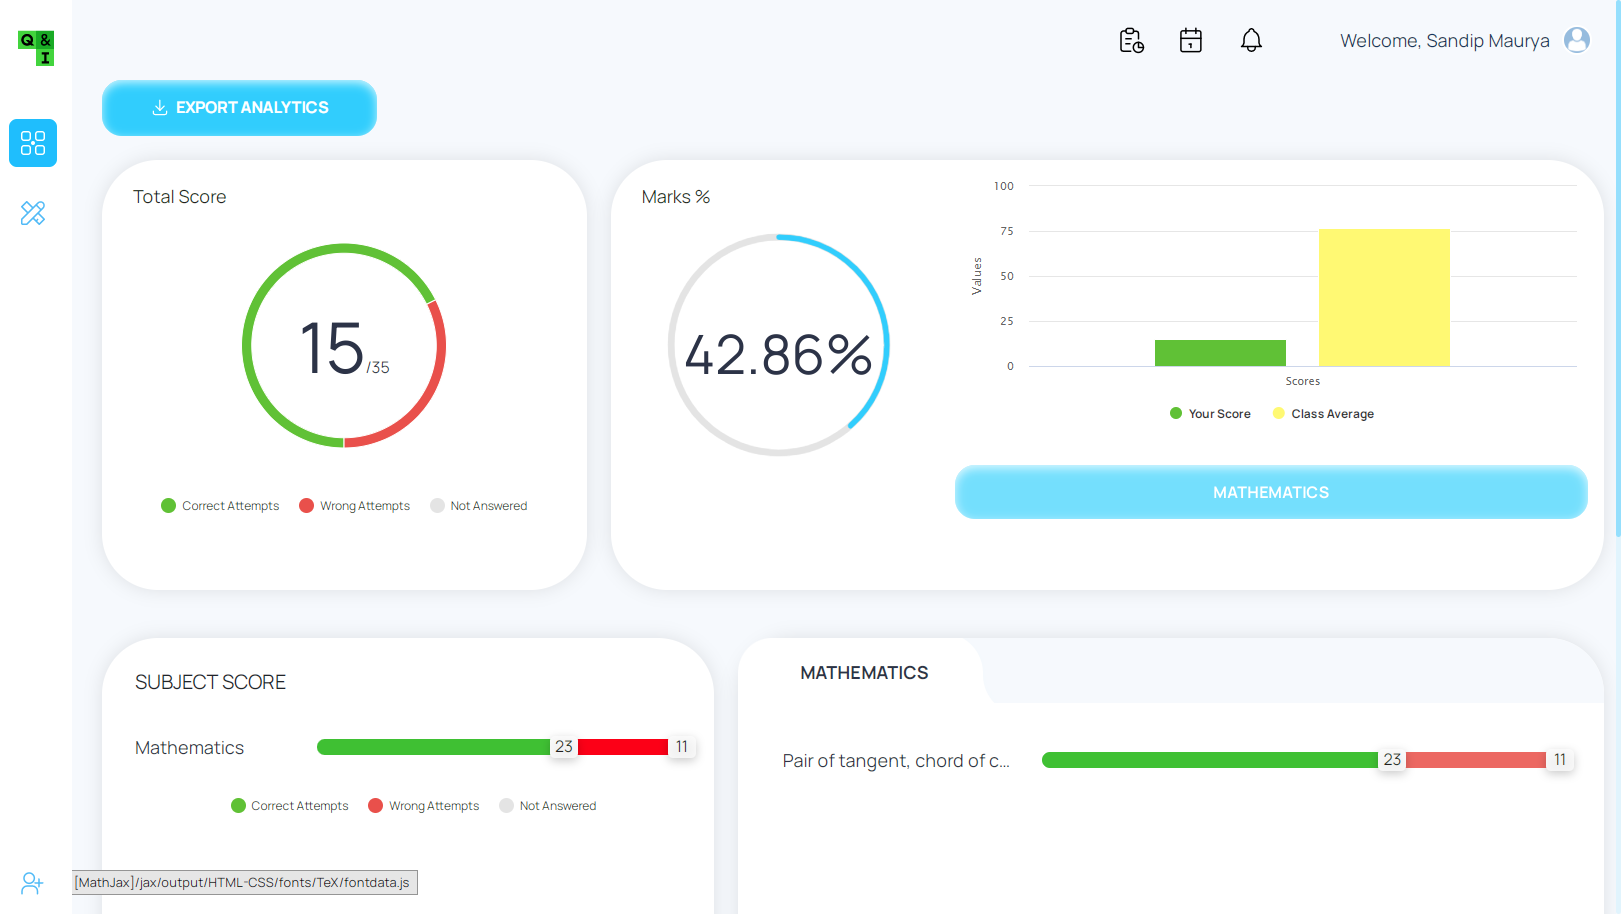 Q &
I
Welcome, Sandip Maurya
1
EXPORT ANALYTICS
Total Score
15/35
Correct Attempts Wrong Attempts Not Answered
Marks %
42.86%
100
75
50
25
0
Values
Scores
Your Score Class Average
MATHEMATICS
SUBJECT SCORE
Mathematics 23 11
Correct Attempts Wrong Attempts Not Answered
MATHEMATICS
Pair of tangent, chord of c... 23 11
[MathJax]/jax/output/HTML-CSS/fonts/TeX/fontdata.js